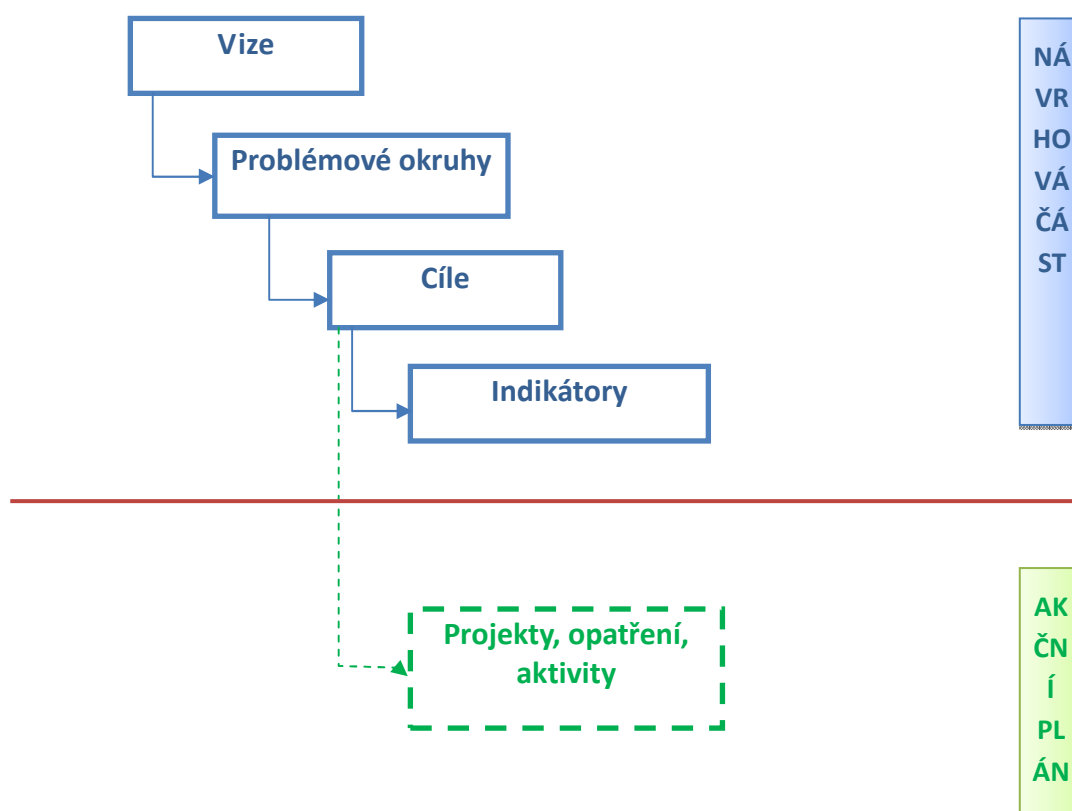 Vize
Problémové okruhy
Cíle
Indikátory
NÁ
VR
HO
VÁ
ČÁ
ST
Projekty, opatření,
aktivity
AK
ČN
Í
PL
ÁN